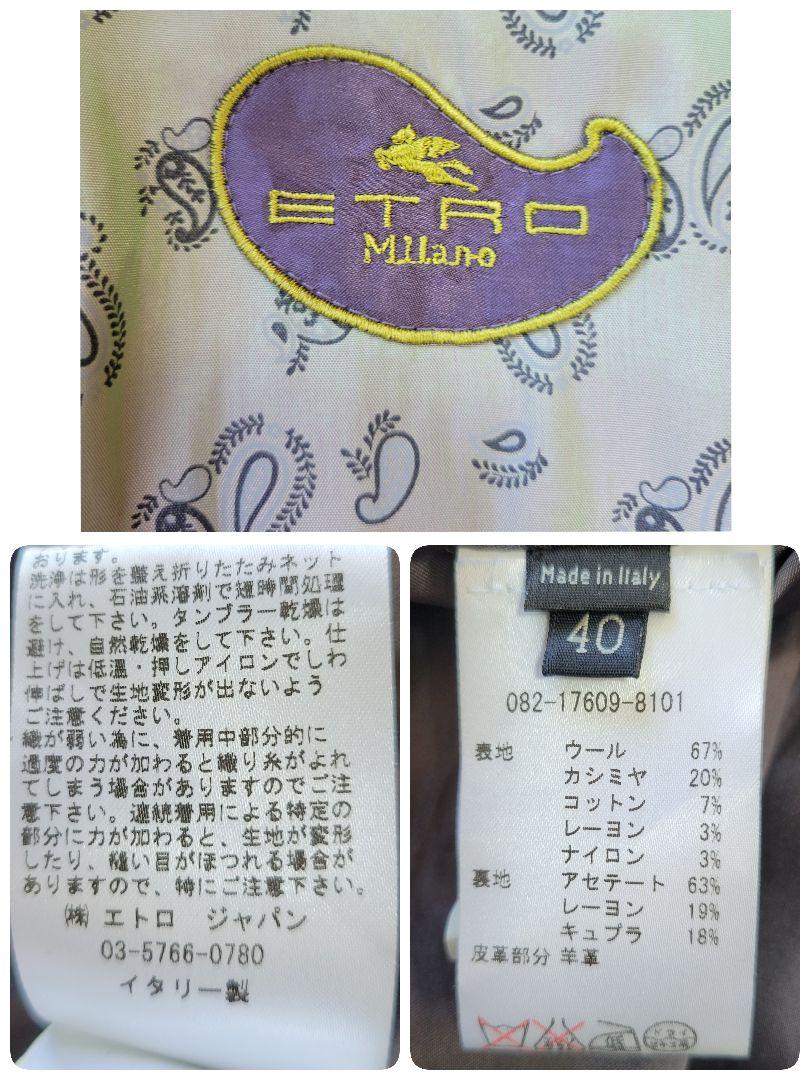 ETRO
Milano
おります。
洗浄は形を整え折りたたみネット
に入れ、石油系溶剤で短時間処理
をして下さい。タンブラー乾燥は
避け、自然乾燥をして下さい。仕
上げは低温・押しアイロンでしわ
伸ばしで生地変形が出ないよう
ご注意ください。
織が弱い為に、着用中部分的に
過度の力が加わると織り糸がよれ
てしまう場合がありますのでご注
意下さい。連続着用による特定の
部分に力が加わると、生地が変形
したり、縫い目がほつれる場合が
ありますので、特にご注意下さい。
㈱ エトロ ジャパン
03-5766-0780
イタリー製
Made in Italy
40
082-17609-8101
表地 ウール 67%
カシミヤ 20%
コットン 7%
レーヨン 3%
ナイロン 3%
裏地 アセテート 63%
レーヨン 19%
キュプラ 18%
皮革部分 羊革